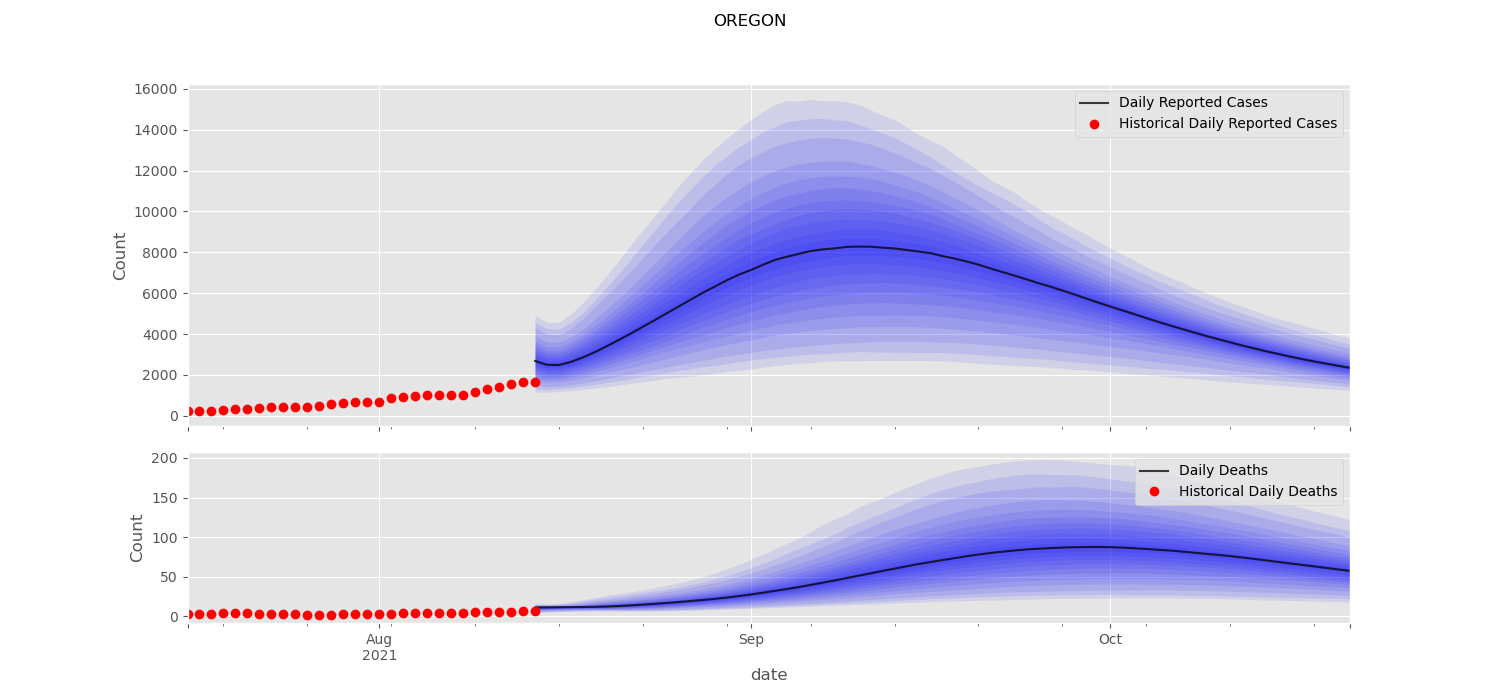 OREGON
16000
14000
12000
10000
8000
6000
4000
2000
0
Count
Daily Reported Cases
Historical Daily Reported Cases
200
150
100
50
0
Count
Daily Deaths
Historical Daily Deaths
Aug
2021
Sep
Oct
date